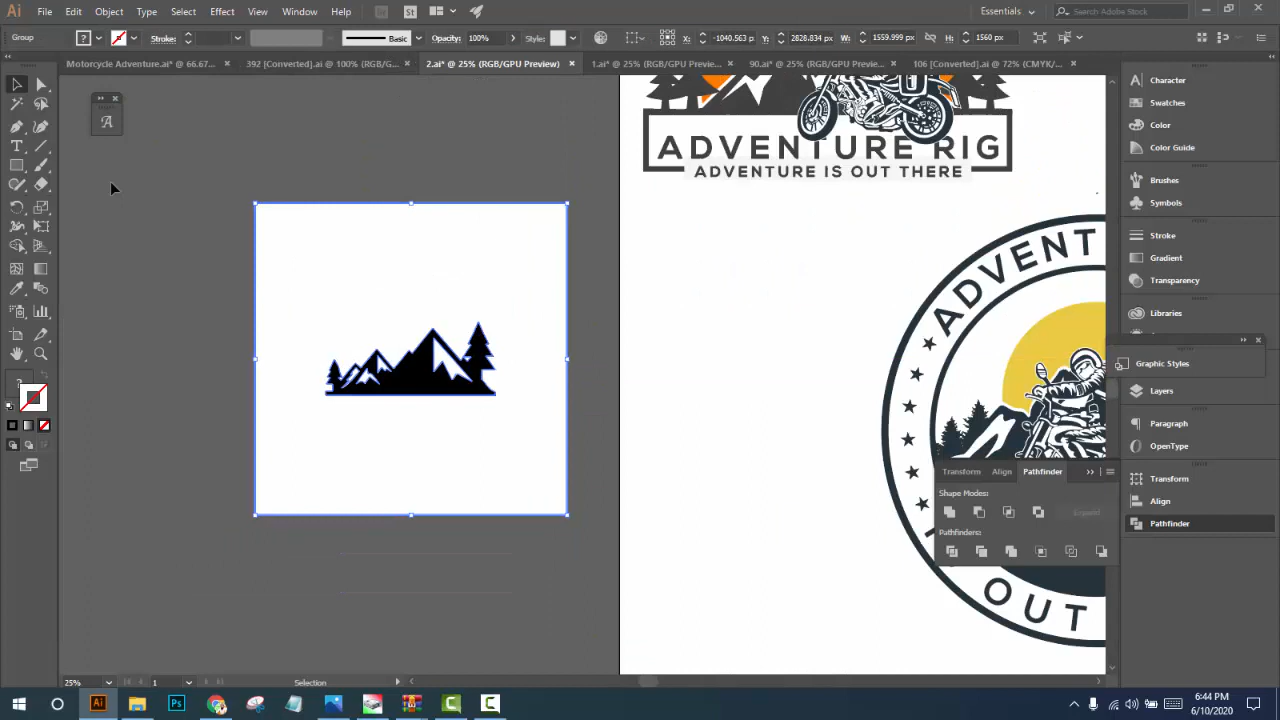 Ai File Edit Object Type Select Effect View Window Help Br St Essentials Search Adobe Stock
Group ? Stroke: Basic Opacity: 100% Style: X: -1040.563 Y: 2828.834 W: 1559.999 H: 1560 px
Motorcycle Adventure.ai* @ 66.67... × 392 [Converted].ai @ 100% (RGB/G... × 2.ai* @ 25% (RGB/GPU Preview) × 1.ai* @ 25% (RGB/GPU Previe... × 90.ai* @ 25% (RGB/GPU Previe... × 106 [Converted].ai @ 72% (CMYK/... ×
ADVENTURE RIG
ADVENTURE IS OUT THERE
ADVENT
OUT
Character
Swatches
Color
Color Guide
Brushes
Symbols
Stroke
Gradient
Transparency
Libraries
Graphic Styles
Layers
Paragraph
OpenType
Transform
Align
Pathfinder
Transform Align Pathfinder
Shape Modes:
Expand
Pathfinders:
25% 1 Selection
Ai Ps
6:44 PM
6/10/2020